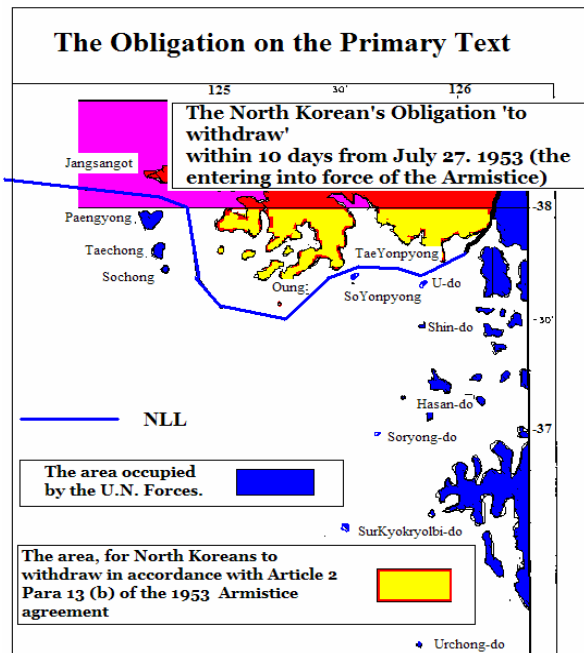 The Obligation on the Primary Text
125
30'
126
The North Korean's Obligation 'to
withdraw'
within 10 days from July 27. 1953 (the
entering into force of the Armistice)
Jangsangot
38
Paengyong
Taechong
TaeYonpyong
Sochong
Oung
SoYonpyong
U-do
Shin-do
-30'
Hasan-do
NLL
Soryong-do
-37
The area occupied
by the U.N. Forces.
SurKyokryolbi-do
The area, for North Koreans to
withdraw in accordance with Article 2
Para 13 (b) of the 1953 Armistice
agreement
Urchong-do